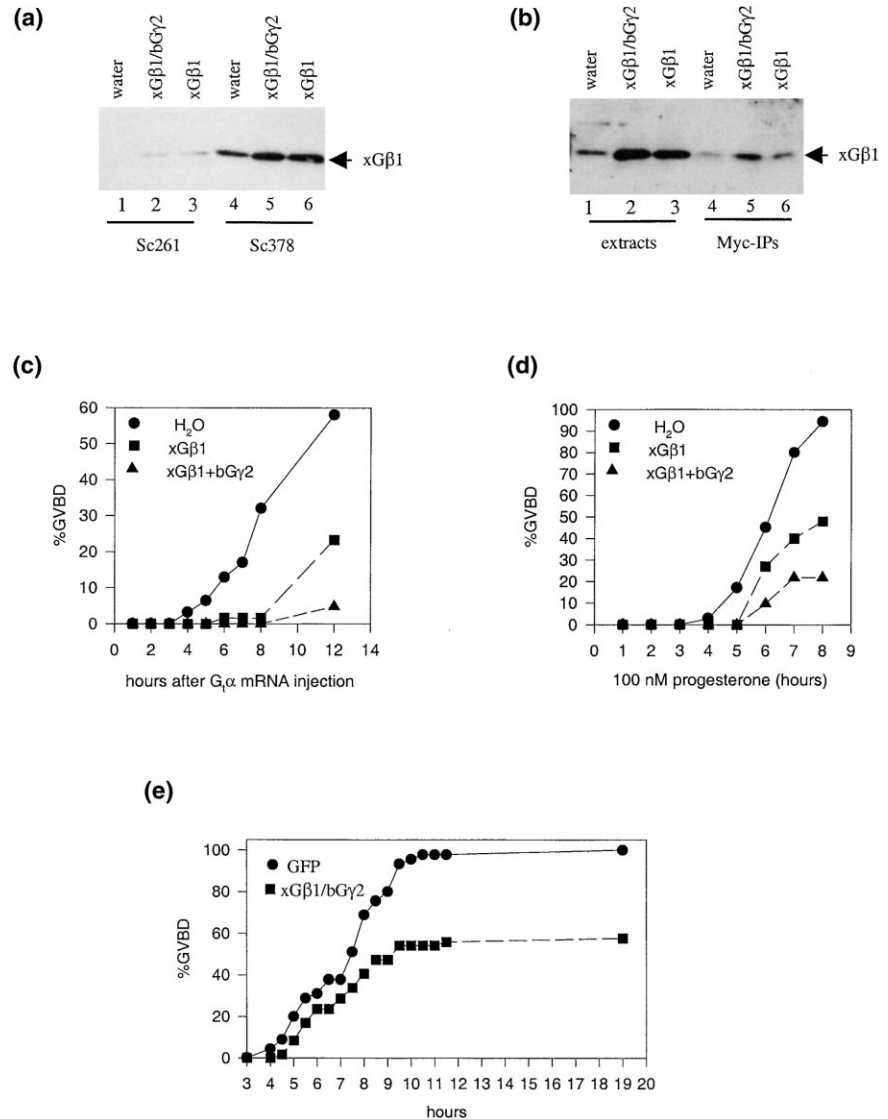 (a)
water
xGβ1/bGγ2
xGβ1
water
xGβ1/bGγ2
xGβ1
xGβ1
1 2 3 4 5 6
Sc261 Sc378
(b)
water
xGβ1/bGγ2
xGβ1
water
xGβ1/bGγ2
xGβ1
xGβ1
1 2 3 4 5 6
extracts Myc-IPs
(c)
60
50
40
30
20
10
0
%GVBD
H₂O
xGβ1
xGβ1+bGγ2
0 2 4 6 8 10 12 14
hours after Gₜα mRNA injection
(d)
100
90
80
70
60
50
40
30
20
10
0
%GVBD
H₂O
xGβ1
xGβ1+bGγ2
0 1 2 3 4 5 6 7 8 9
100 nM progesterone (hours)
(e)
100
80
60
40
20
0
%GVBD
GFP
xGβ1/bGγ2
3 4 5 6 7 8 9 10 11 12 13 14 15 16 17 18 19 20
hours